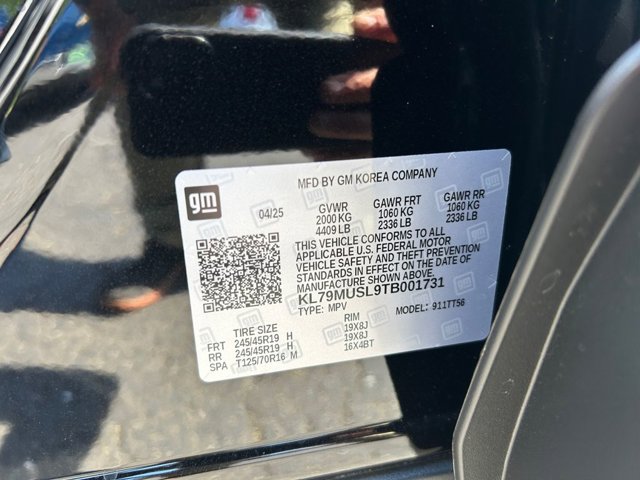 gm
MFD BY GM KOREA COMPANY
04/25
GVWR GAWR FRT GAWR RR
2000 KG 1060 KG 1060 KG
4409 LB 2336 LB 2336 LB
THIS VEHICLE CONFORMS TO ALL
APPLICABLE U.S. FEDERAL MOTOR
VEHICLE SAFETY AND THEFT PREVENTION
STANDARDS IN EFFECT ON THE DATE OF
MANUFACTURE SHOWN ABOVE.
KL79MUSL9TB001731
TYPE: MPV MODEL: 911TT56
TIRE SIZE RIM
FRT 245/45R19 H 19X8J
RR 245/45R19 H 19X8J
SPA T125/70R16 M 16X4BT